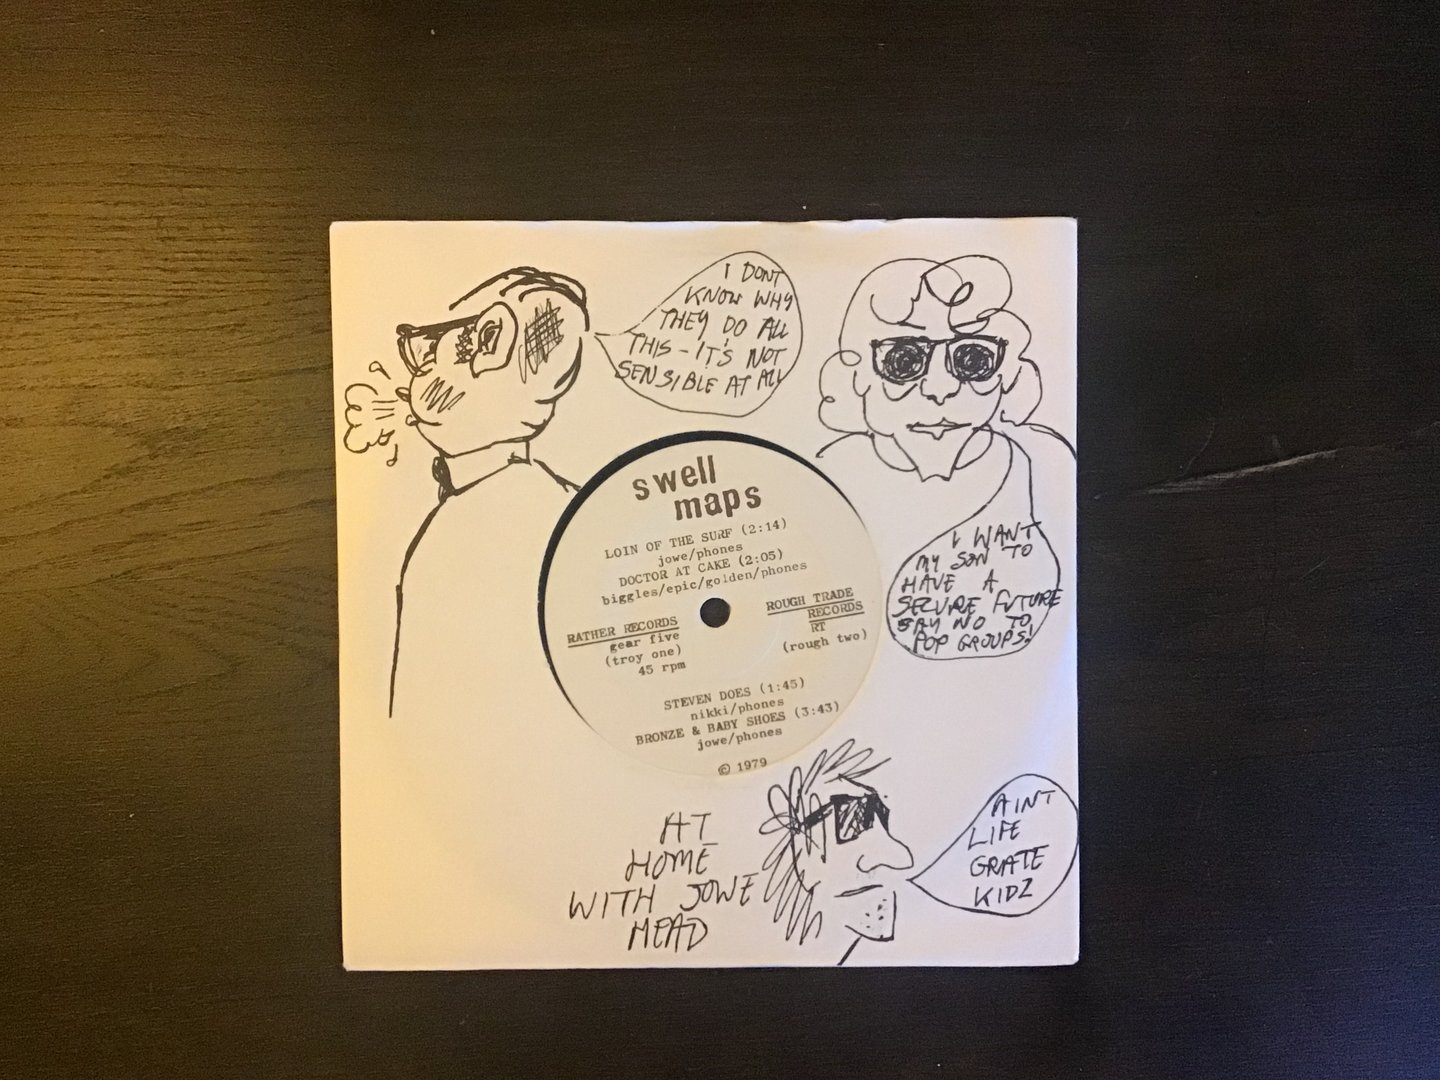 I DONT
KNOW WHY
THEY DO ALL
THIS - IT'S NOT
SENSIBLE AT ALL
swell
maps
LOIN OF THE SURF (2:14)
jowe/phones
DOCTOR AT CAKE (2:05)
biggles/epic/golden/phones
RATHER RECORDS
gear five
(troy one)
45 rpm
ROUGH TRADE
RECORDS
RT
(rough two)
STEVEN DOES (1:45)
nikki/phones
BRONZE & BABY SHOES (3:43)
jowe/phones
© 1979
I WANT
MY SON TO
HAVE A
SECURE FUTURE
SAY NO TO
POP GROUPS!
AT
HOME
WITH JOWE
MEAD
AINT
LIFE
GRATE
KIDZ